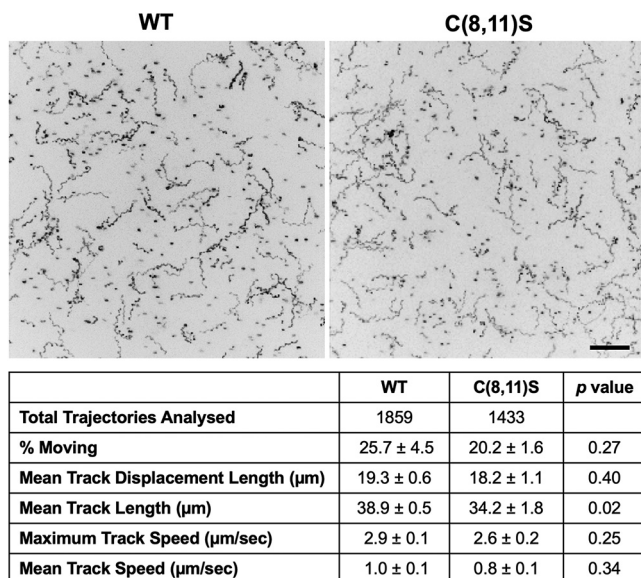 WT C(8,11)S
WT C(8,11)S p value
Total Trajectories Analysed 1859 1433
% Moving 25.7 ± 4.5 20.2 ± 1.6 0.27
Mean Track Displacement Length (µm) 19.3 ± 0.6 18.2 ± 1.1 0.40
Mean Track Length (µm) 38.9 ± 0.5 34.2 ± 1.8 0.02
Maximum Track Speed (µm/sec) 2.9 ± 0.1 2.6 ± 0.2 0.25
Mean Track Speed (µm/sec) 1.0 ± 0.1 0.8 ± 0.1 0.34